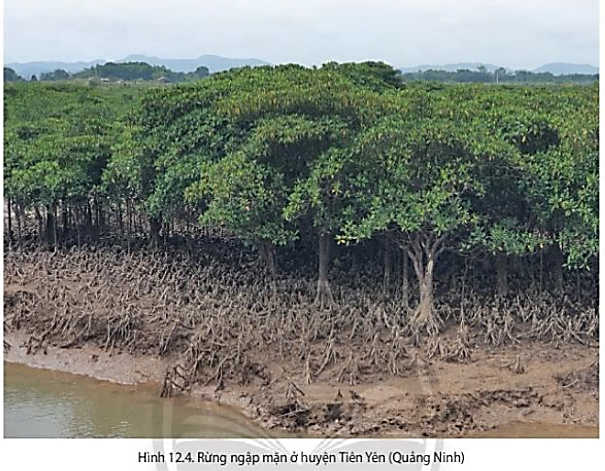 Hình 12.4. Rừng ngập mặn ở huyện Tiên Yên (Quảng Ninh)